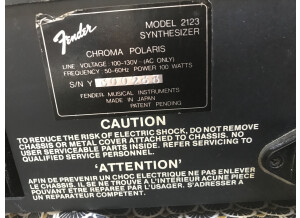 Fender
MODEL 2123
SYNTHESIZER
CHROMA POLARIS
LINE VOLTAGE: 100-130V (AC ONLY)
FREQUENCY: 50-60Hz POWER 100 WATTS
S/N Y
FENDER MUSICAL INSTRUMENTS
MADE IN JAPAN
PATENT PENDING
CAUTION
TO REDUCE THE RISK OF ELECTRIC SHOCK, DO NOT REMOVE
CHASSIS OR METAL COVER ATTACHED TO CHASSIS. NO
USER SERVICEABLE PARTS INSIDE. REFER SERVICING TO
QUALIFIED SERVICE PERSONNEL.
'ATTENTION'
AFIN DE PREVENIR UN CHOC ELECTRIQUE NE PAS ENLEVER
LE CHASSIS. IL SE NE TROUVE A L'INTERIEUR AUCUNE PIECE
POUVANT ETRE REPAREE PAR L'USAGER. S'ADRESSER A
UN REPARATEUR COMPETENT.